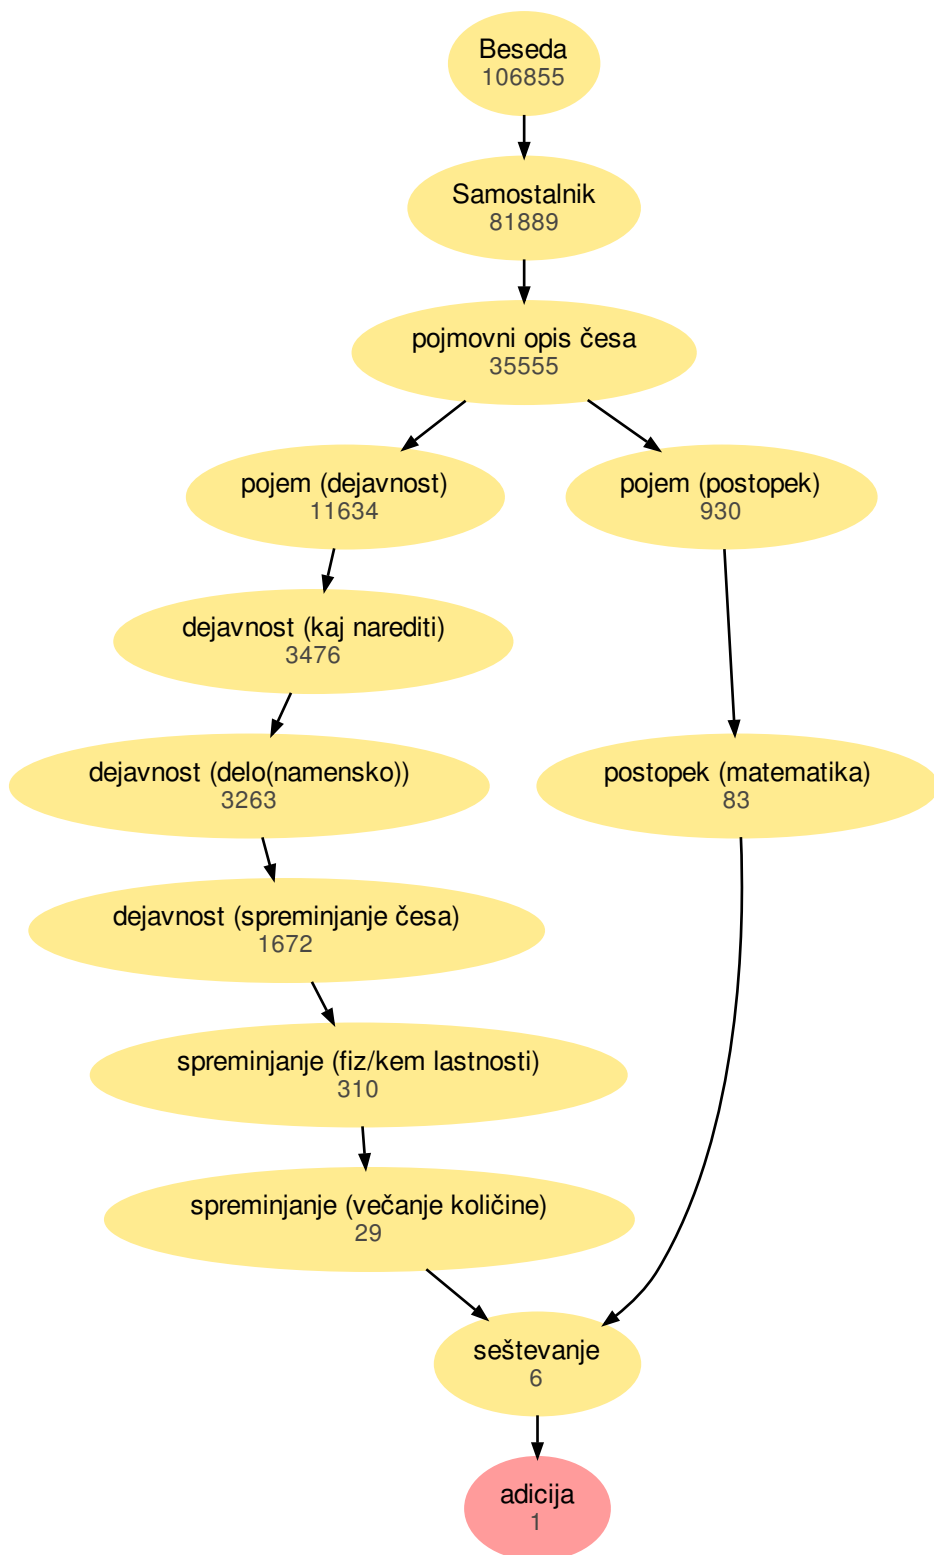 Beseda
106855
Samostalnik
81889
pojmovni opis česa
35555
pojem (dejavnost)
11634
pojem (postopek)
930
dejavnost (kaj narediti)
3476
dejavnost (delo(namensko))
3263
postopek (matematika)
83
dejavnost (spreminjanje česa)
1672
spreminjanje (fiz/kem lastnosti)
310
spreminjanje (večanje količine)
29
seštevanje
6
adicija
1